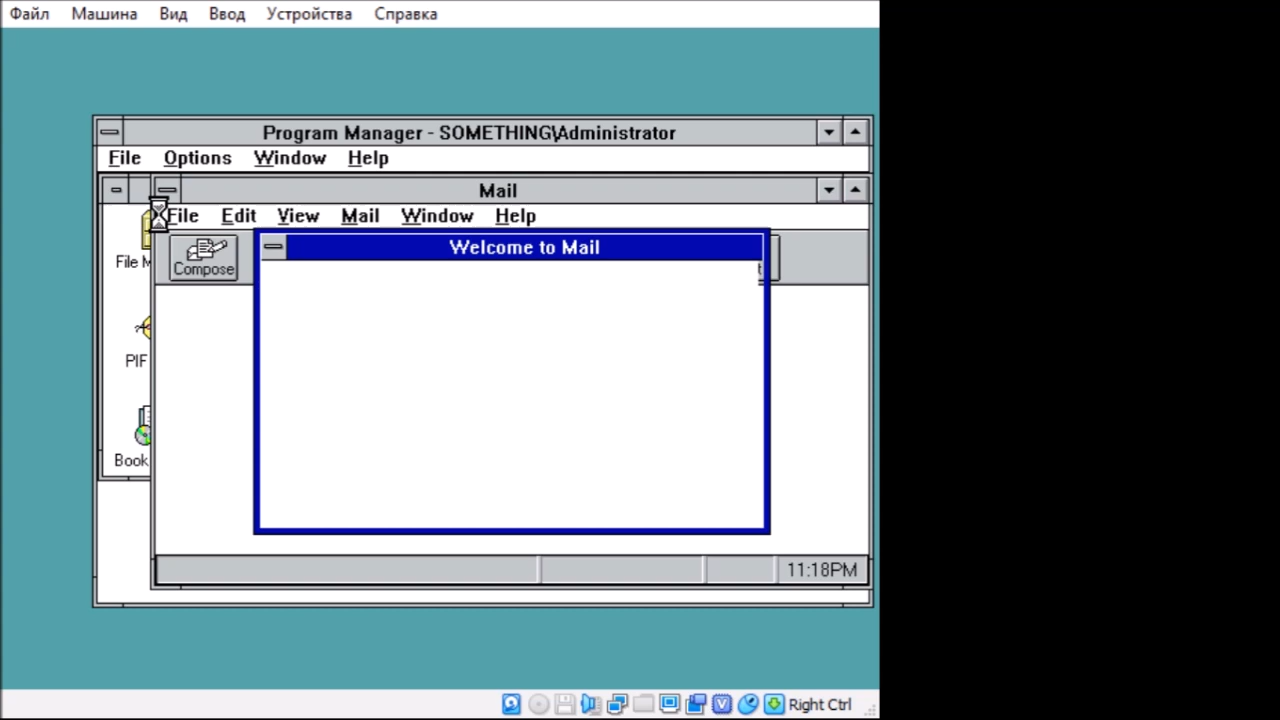 Файл Машина Вид Ввод Устройства Справка
Program Manager - SOMETHING\Administrator
File Options Window Help
Mail
File Edit View Mail Window Help
File M
Compose
Welcome to Mail
t
PIF
Book
11:18PM
Right Ctrl